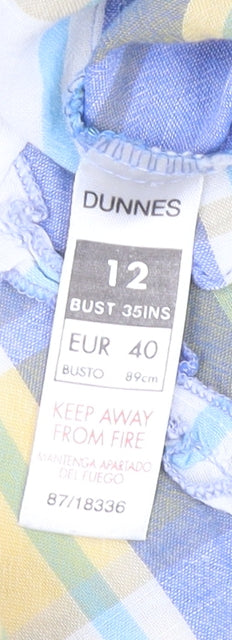 DUNNES
12
BUST 35INS
EUR 40
BUSTO 89cm
KEEP AWAY
FROM FIRE
MANTENGA APARTADO
DEL FUEGO
87/18336